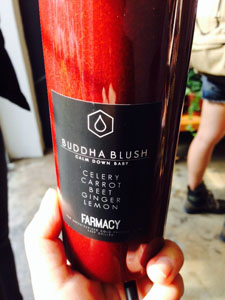 BUDDHA BLUSH
CALM DOWN BABY
CELERY
CARROT
BEET
GINGER
LEMON
FARMACY